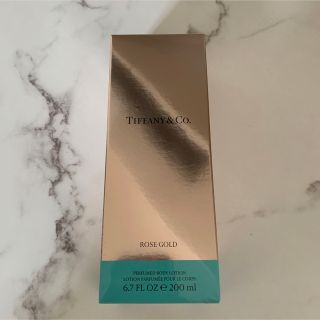 TIFFANY & CO.
ROSE GOLD
PERFUMED BODY LOTION
LOTION PARFUMÉE POUR LE CORPS
6.7 FL OZ ℮ 200 ml